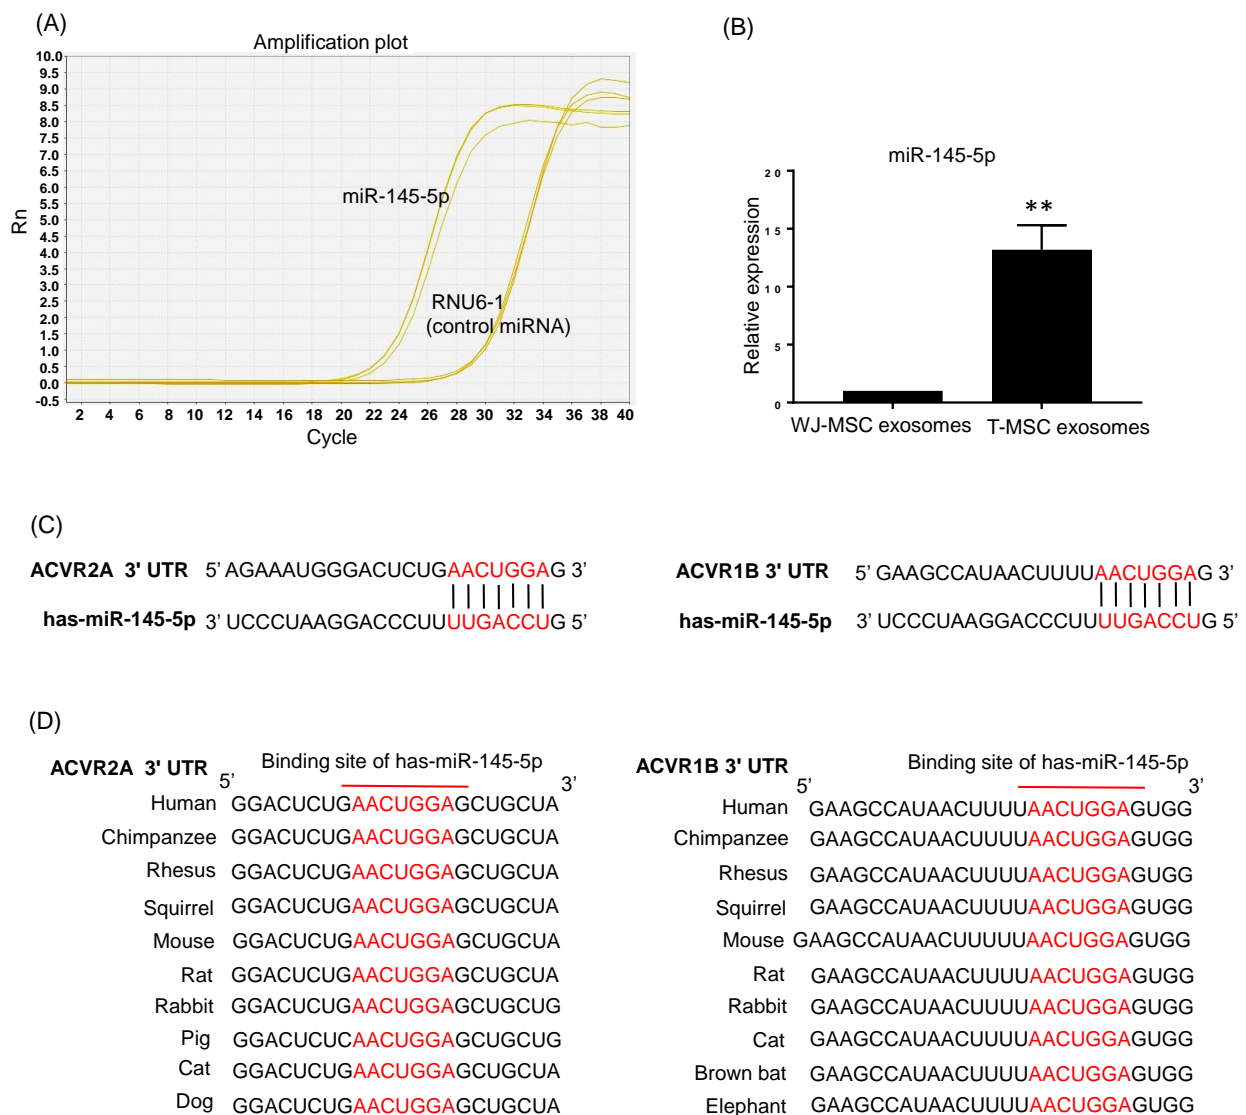 (A)
Amplification plot
10.0
9.5
9.0
8.5
8.0
7.5
7.0
6.5
6.0
5.5
5.0
4.5
4.0
3.5
3.0
2.5
2.0
1.5
1.0
0.5
0.0
-0.5
Rn
miR-145-5p
RNU6-1
(control miRNA)
2 4 6 8 10 12 14 16 18 20 22 24 26 28 30 32 34 36 38 40
Cycle
(B)
miR-145-5p
20
15
10
5
0
Relative expression
**
WJ-MSC exosomes T-MSC exosomes
(C)
ACVR2A 3' UTR 5' AGAAAUGGGACUCUGAACUGGAG 3'
has-miR-145-5p 3' UCCCUAAGGACCCUUUUGACCUG 5'
ACVR1B 3' UTR 5' GAAGCCAUAACUUUUAACUGGAG 3'
has-miR-145-5p 3' UCCCUAAGGACCCUUUUGACCUG 5'
(D)
ACVR2A 3' UTR 5' Binding site of has-miR-145-5p 3'
Human GGACUCUGAACUGGAGCUGCUA
Chimpanzee GGACUCUGAACUGGAGCUGCUA
Rhesus GGACUCUGAACUGGAGCUGCUA
Squirrel GGACUCUGAACUGGAGCUGCUA
Mouse GGACUCUGAACUGGAGCUGCUA
Rat GGACUCUGAACUGGAGCUGCUA
Rabbit GGACUCUGAACUGGAGCUGCUG
Pig GGACUCUCAACUGGAGCUGCUG
Cat GGACUCUGAACUGGAGCUGCUA
Dog GGACUCUGAACUGGAGCUGCUA
ACVR1B 3' UTR 5' Binding site of has-miR-145-5p 3'
Human GAAGCCAUAACUUUUAACUGGAGUGG
Chimpanzee GAAGCCAUAACUUUUAACUGGAGUGG
Rhesus GAAGCCAUAACUUUUAACUGGAGUGG
Squirrel GAAGCCAUAACUUUUAACUGGAGUGG
Mouse GAAGCCAUAACUUUUUAACUGGAGUGG
Rat GAAGCCAUAACUUUUAACUGGAGUGG
Rabbit GAAGCCAUAACUUUUAACUGGAGUGG
Cat GAAGCCAUAACUUUUAACUGGAGUGG
Brown bat GAAGCCAUAACUUUUAACUGGAGUGG
Elephant GAAGCCAUAACUUUUAACUGGAGUGG